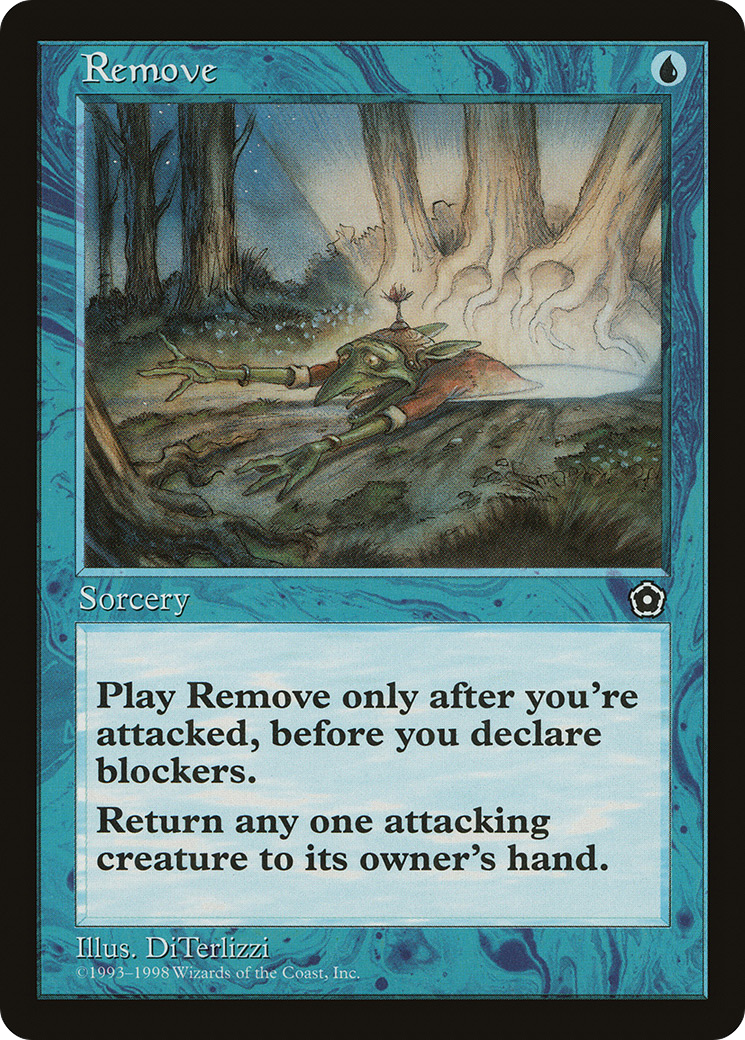 Remove
Sorcery
Play Remove only after you're
attacked, before you declare
blockers.
Return any one attacking
creature to its owner's hand.
Illus. DiTerlizzi
©1993–1998 Wizards of the Coast, Inc.